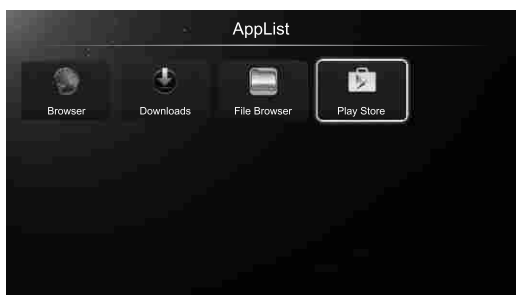 AppList
Browser
Downloads
File Browser
Play Store